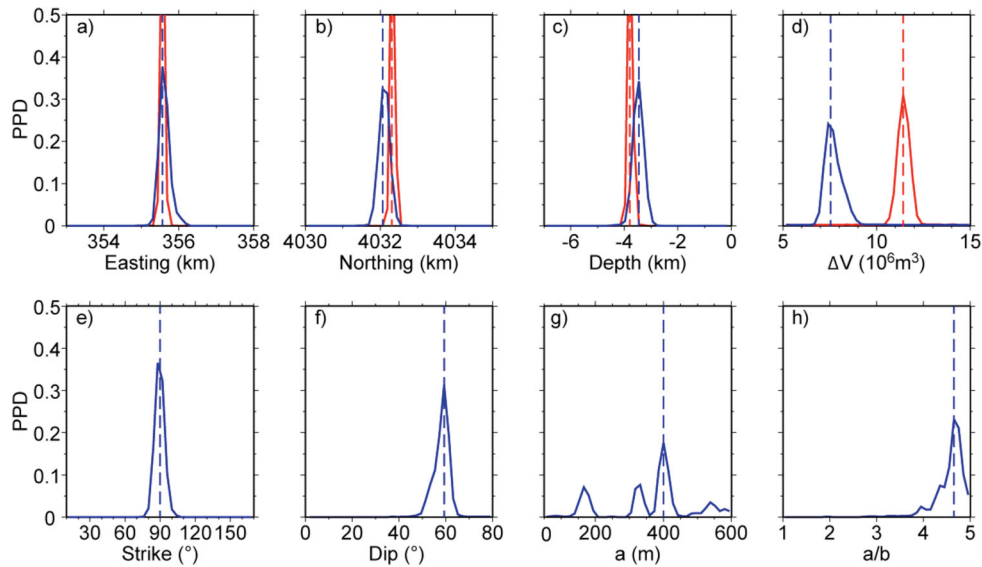 0.5
0.4
0.3
0.2
0.1
0
PPD
a) b) c) d)
354 356 358
4030 4032 4034
-6 -4 -2 0
5 10 15
Easting (km) Northing (km) Depth (km) ΔV (10⁶m³)
0.5
0.4
0.3
0.2
0.1
0
PPD
e) f) g) h)
30 60 90 120 150
0 20 40 60 80
0 200 400 600
1 2 3 4 5
Strike (°) Dip (°) a (m) a/b